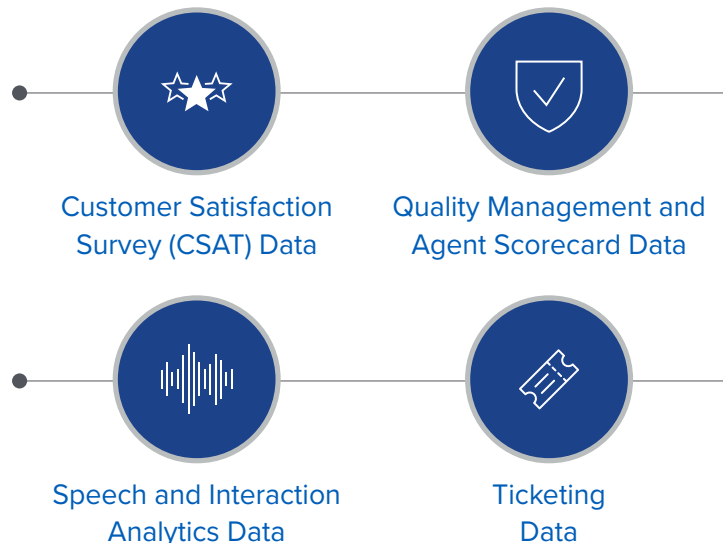 Customer Satisfaction
Survey (CSAT) Data
Quality Management and
Agent Scorecard Data
Speech and Interaction
Analytics Data
Ticketing
Data